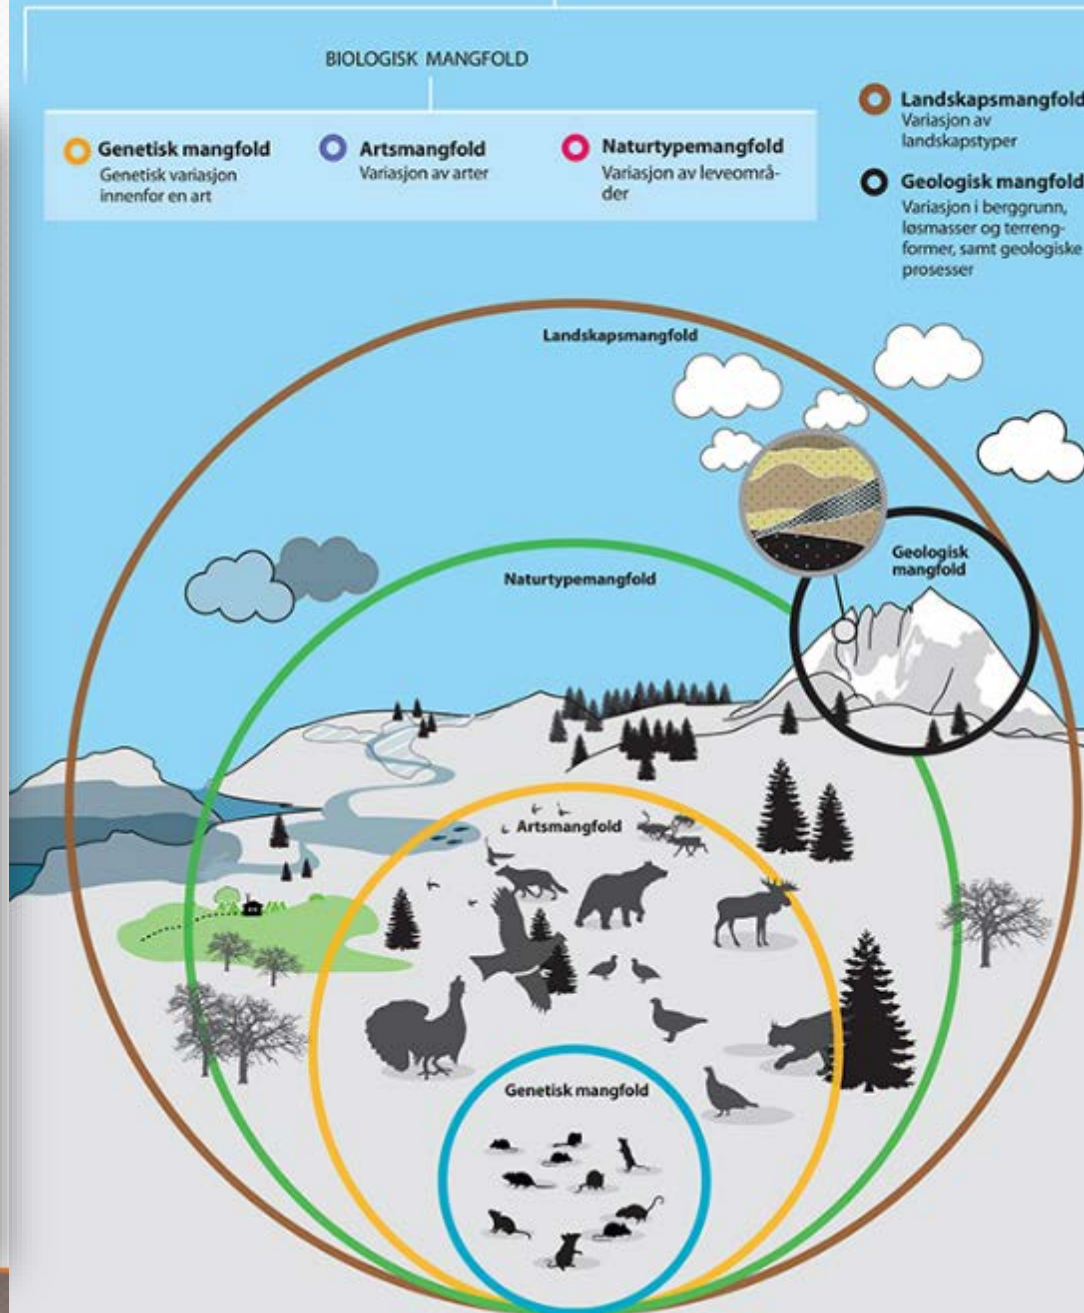 BIOLOGISK MANGFOLD
Genetisk mangfold
Genetisk variasjon
innenfor en art
Artsmangfold
Variasjon av arter
Naturtypemangfold
Variasjon av leveområ-
der
Landskapsmangfold
Variasjon av
landskapstyper
Geologisk mangfold
Variasjon i berggrunn,
løsmasser og terreng-
former, samt geologiske
prosesser
Landskapsmangfold
Geologisk
mangfold
Naturtypemangfold
Artsmangfold
Genetisk mangfold